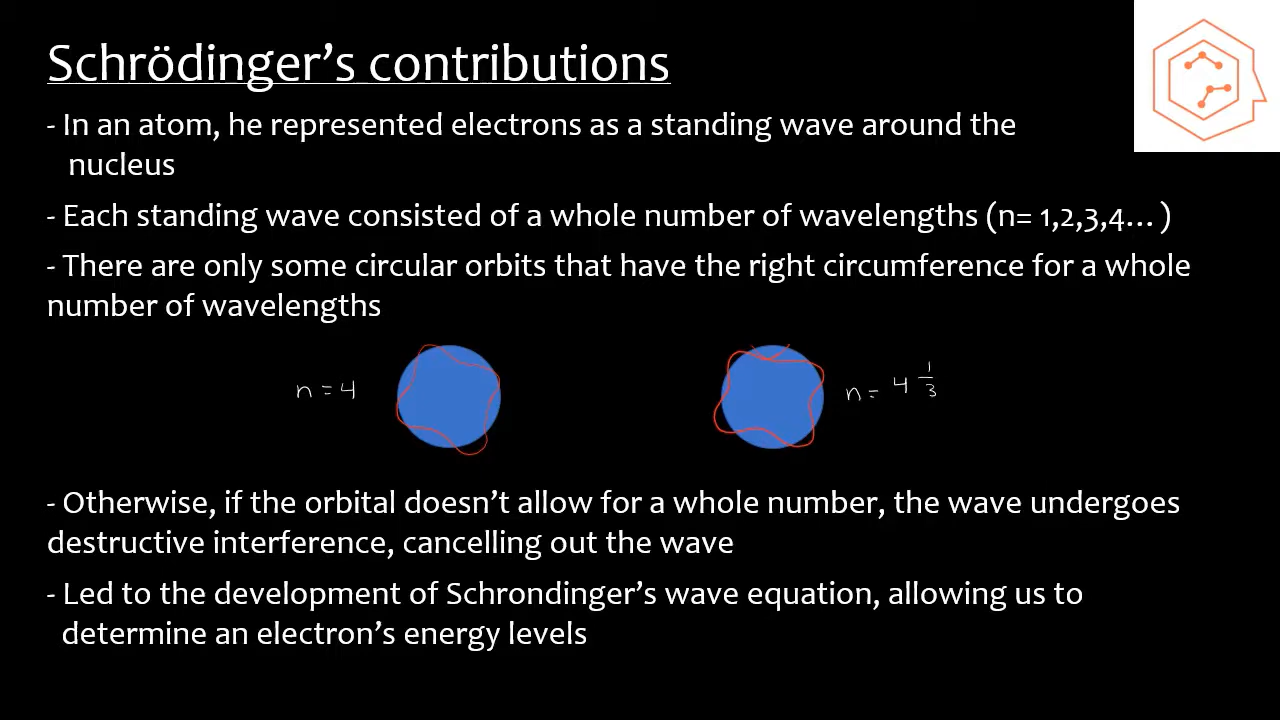 Schrödinger’s contributions
- In an atom, he represented electrons as a standing wave around the
nucleus
- Each standing wave consisted of a whole number of wavelengths (n= 1,2,3,4… )
- There are only some circular orbits that have the right circumference for a whole
number of wavelengths
n = 4
n = 4 1/3
- Otherwise, if the orbital doesn’t allow for a whole number, the wave undergoes
destructive interference, cancelling out the wave
- Led to the development of Schrondinger’s wave equation, allowing us to
determine an electron’s energy levels